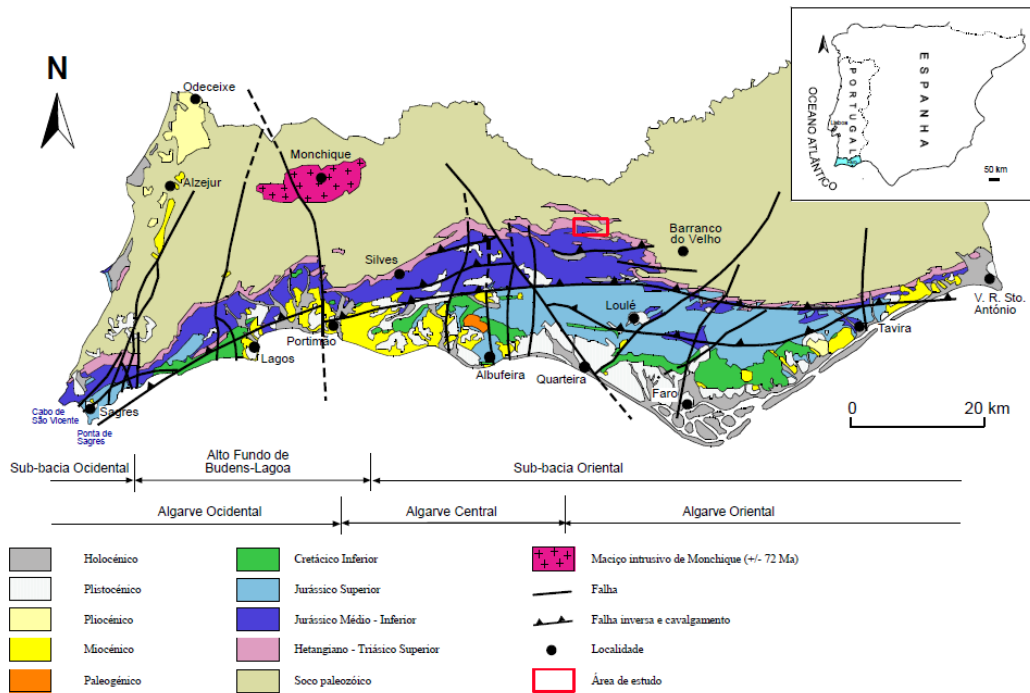 N
Odeceixe
Monchique
Alzejur
Silves
Barranco
do Velho
Loulé
Portimão
Lagos
Albufeira
Quarteira
Faro
Tavira
V. R. Sto.
António
Sagres
Cabo de
São Vicente
Ponta de
Sagres
OCEANO ATLÂNTICO
PORTUGAL
ESPANHA
Lisboa
50 km
0 20 km
Sub-bacia Ocidental
Alto Fundo de
Budens-Lagoa
Sub-bacia Oriental
Algarve Ocidental
Algarve Central
Algarve Oriental
Holocénico
Plistocénico
Pliocénico
Miocénico
Paleogénico
Cretácico Inferior
Jurássico Superior
Jurássico Médio - Inferior
Hetangiano - Triásico Superior
Soco paleozóico
Maciço intrusivo de Monchique (+/- 72 Ma)
Falha
Falha inversa e cavalgamento
Localidade
Área de estudo